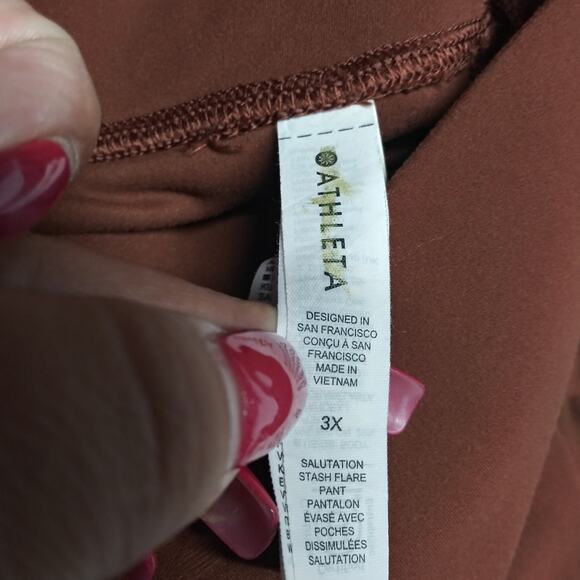 ATHLETA
DESIGNED IN
SAN FRANCISCO
CONÇU À SAN
FRANCISCO
MADE IN
VIETNAM
3X
SALUTATION
STASH FLARE
PANT
PANTALON
ÉVASÉ AVEC
POCHES
DISSIMULÉES
SALUTATION